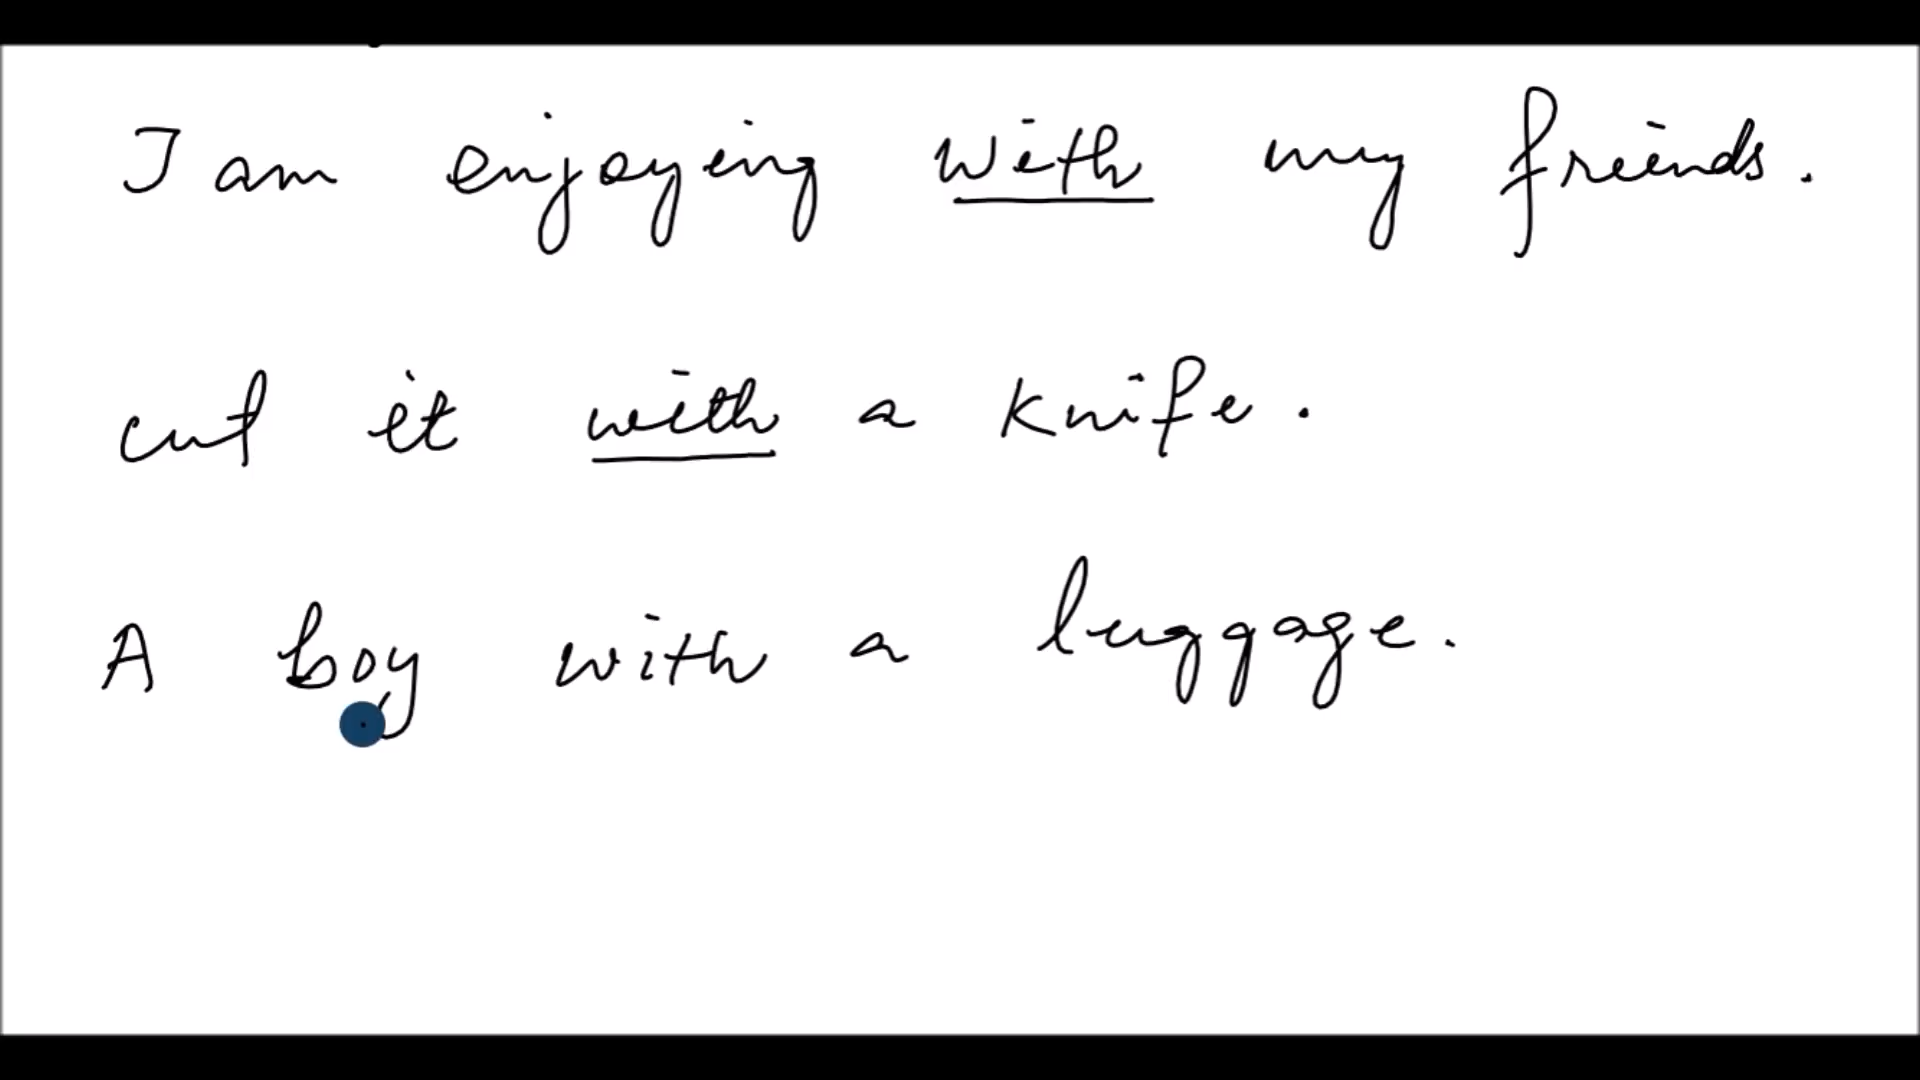 I am enjoying with my friends.
cut it with a knife.
A boy with a luggage.